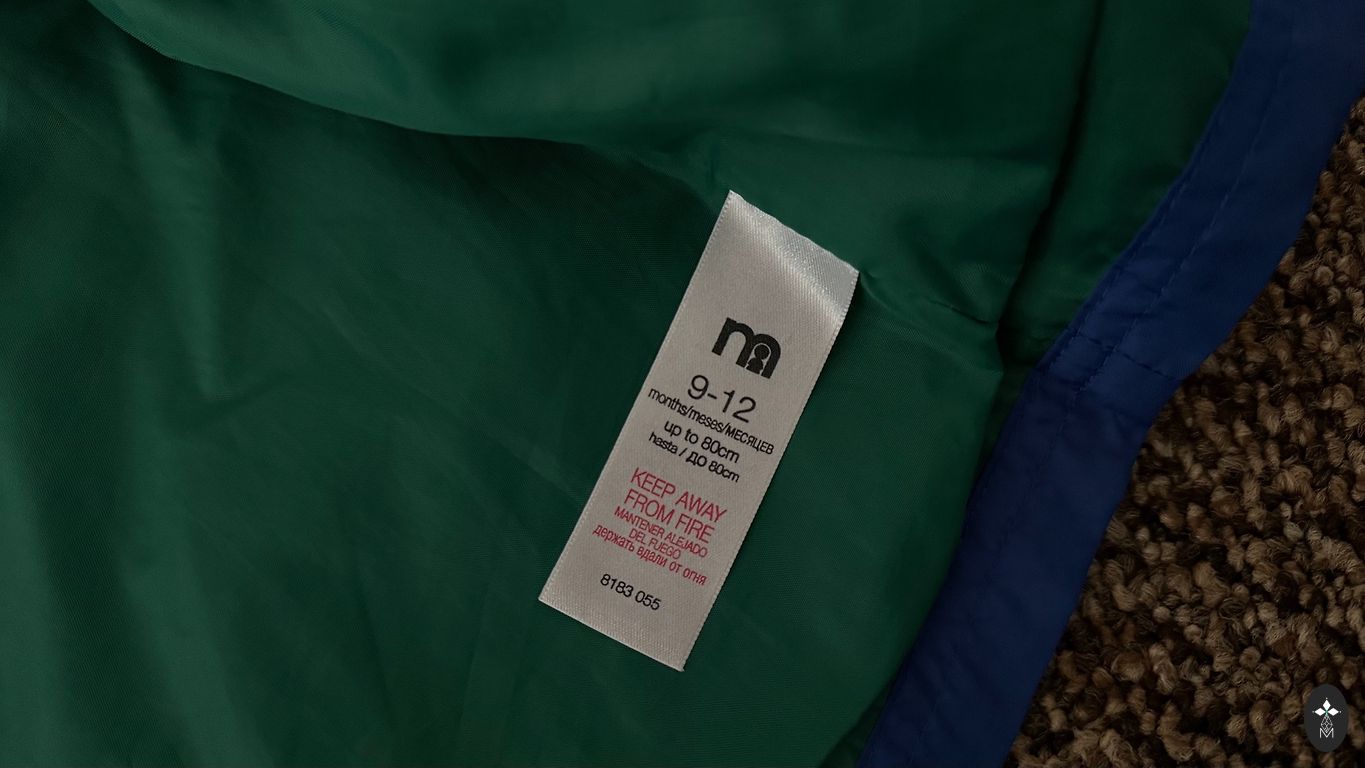 m
9-12
months/meses/МЕСЯЦЕВ
up to 80cm
hasta / ДО 80cm
KEEP AWAY
FROM FIRE
MANTENER ALEJADO
DEL FUEGO
держать вдали от огня
8183 055
M